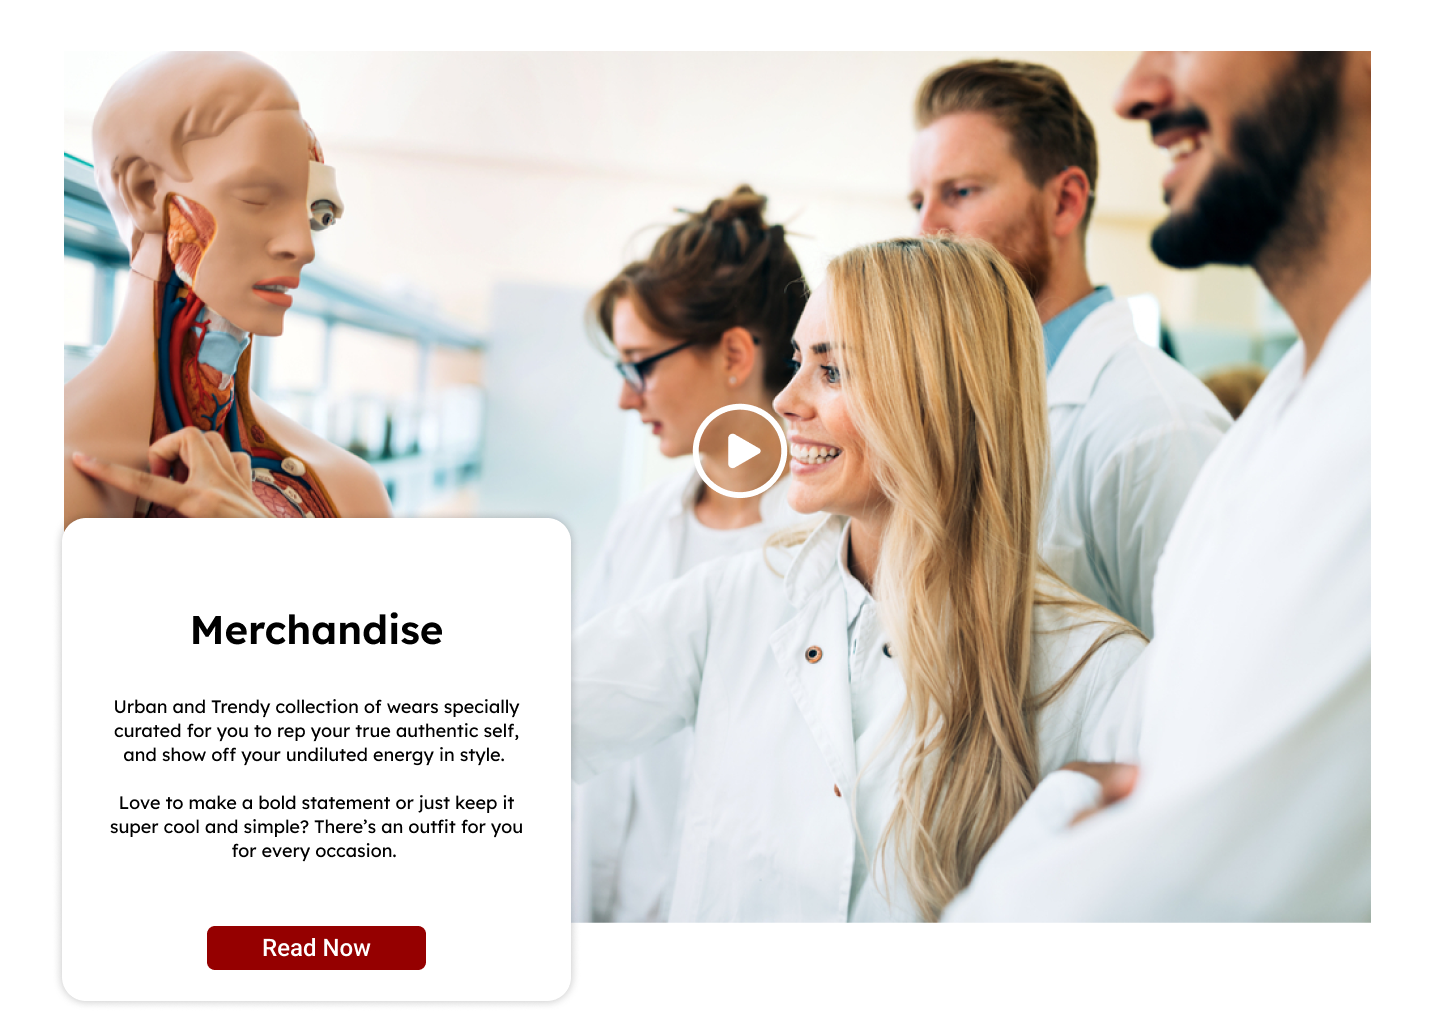 Merchandise
Urban and Trendy collection of wears specially
curated for you to rep your true authentic self,
and show off your undiluted energy in style.
Love to make a bold statement or just keep it
super cool and simple? There’s an outfit for you
for every occasion.
Read Now